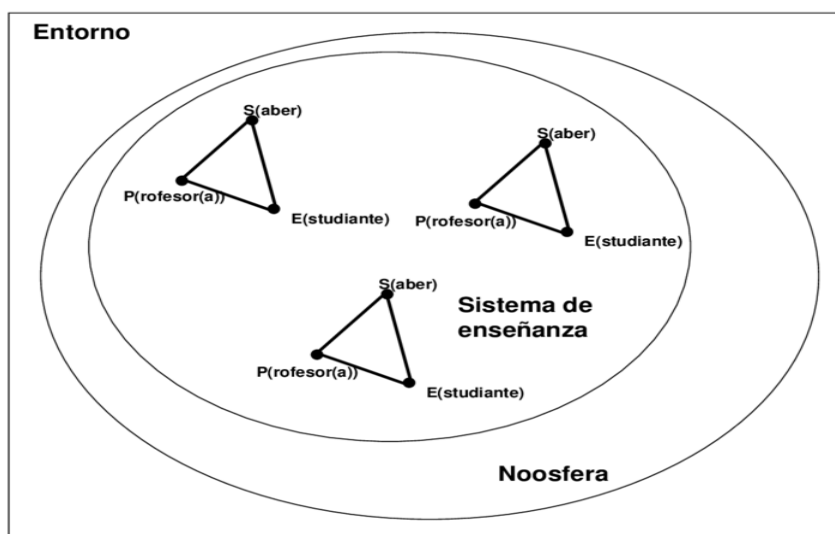 Entorno
S(aber)
P(rofesor(a))
E(studiante)
S(aber)
P(rofesor(a))
E(studiante)
S(aber)
P(rofesor(a))
E(studiante)
Sistema de
enseñanza
Noosfera